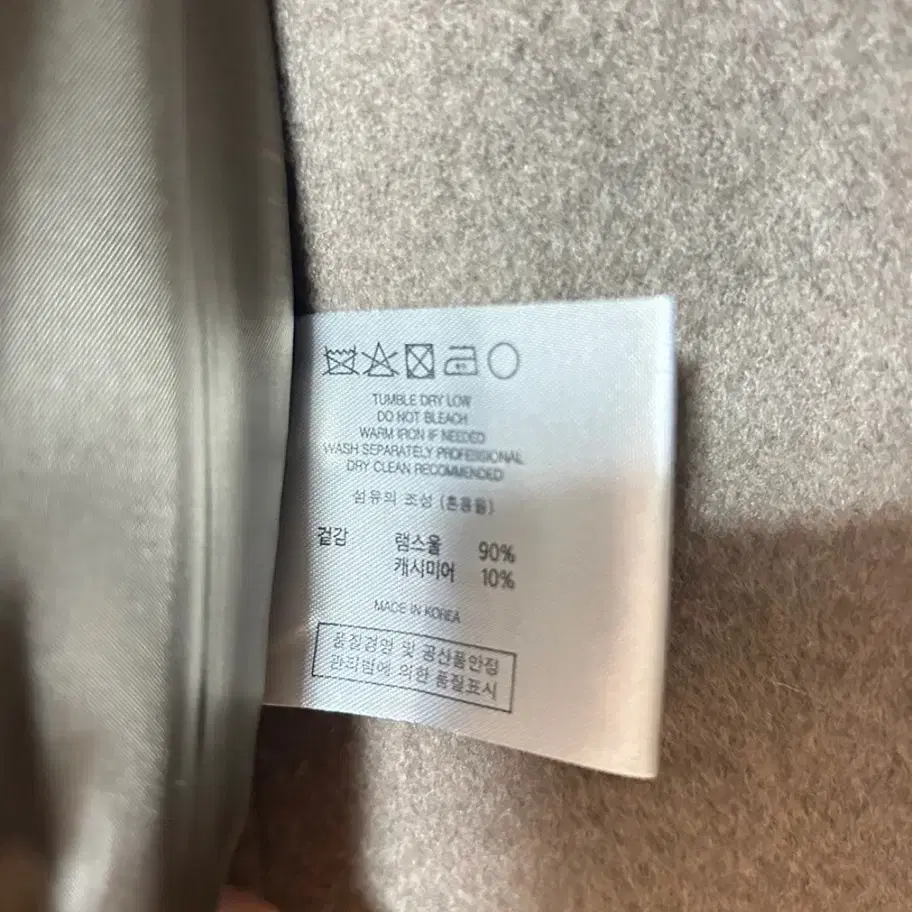 TUMBLE DRY LOW
DO NOT BLEACH
WARM IRON IF NEEDED
WASH SEPARATELY PROFESSIONAL
DRY CLEAN RECOMMENDED
섬유의 조성 (혼용률)
겉감 램스울 90%
캐시미어 10%
MADE IN KOREA
품질경영 및 공산품안전
관리법에 의한 품질표시